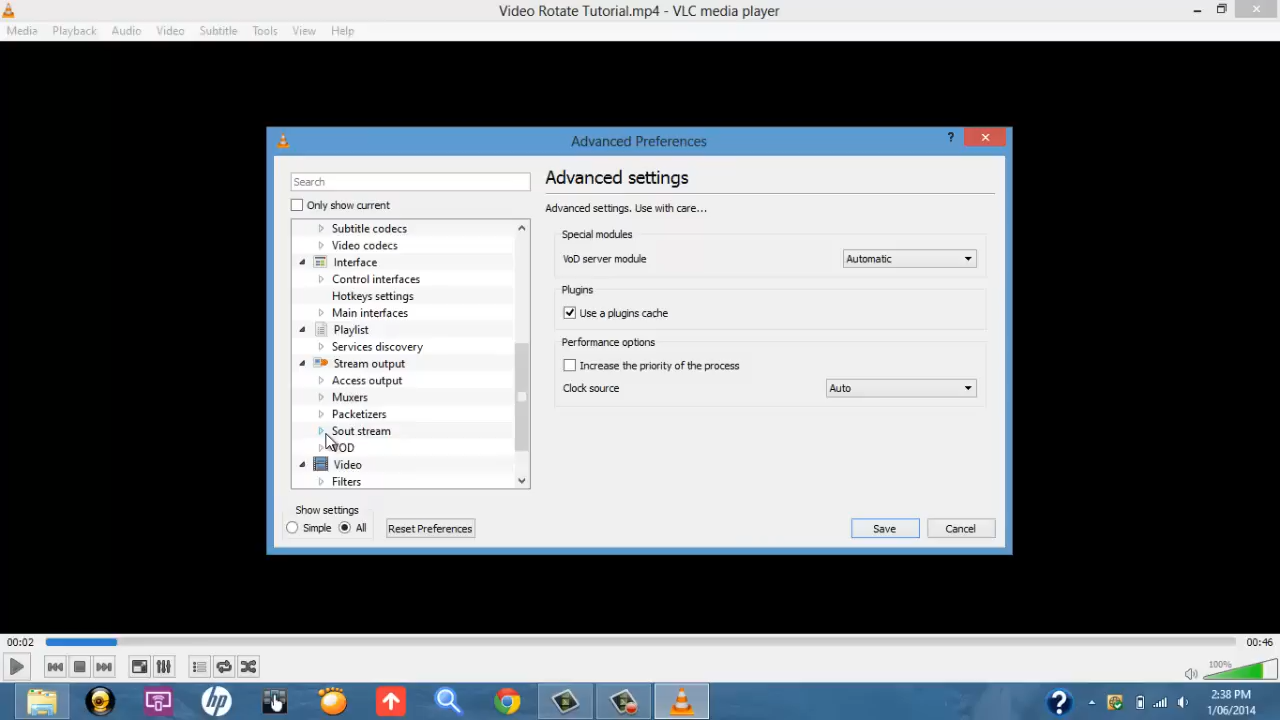 Video Rotate Tutorial.mp4 - VLC media player
Media Playback Audio Video Subtitle Tools View Help
Advanced Preferences
?
Search
Only show current
Subtitle codecs
Video codecs
Interface
Control interfaces
Hotkeys settings
Main interfaces
Playlist
Services discovery
Stream output
Access output
Muxers
Packetizers
Sout stream
VOD
Video
Filters
Show settings
Simple All
Reset Preferences
Advanced settings
Advanced settings. Use with care...
Special modules
VoD server module Automatic
Plugins
Use a plugins cache
Performance options
Increase the priority of the process
Clock source Auto
Save Cancel
00:02 00:46
100%
hp
?
2:38 PM
1/06/2014